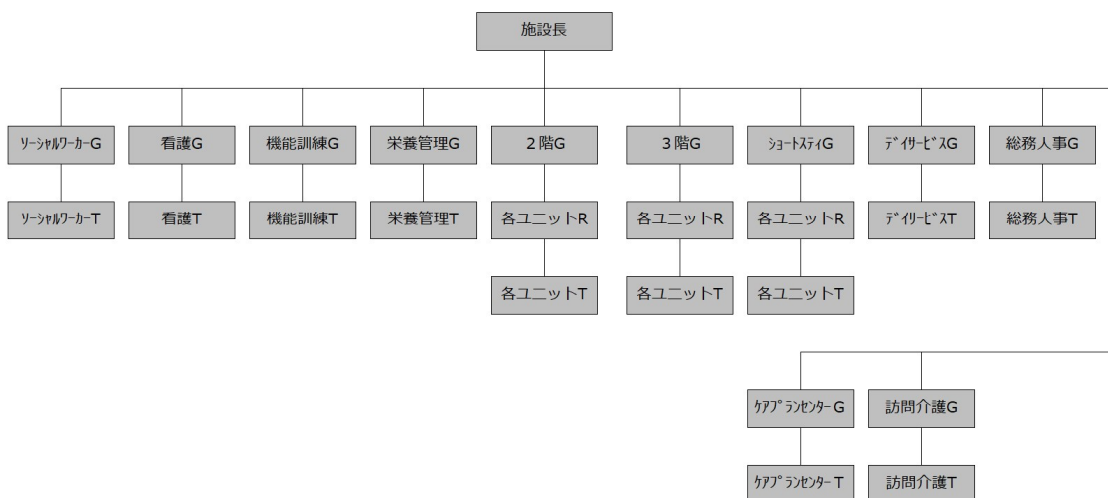 施設長
ｿｰｼｬﾙﾜｰｶｰG
看護G
機能訓練G
栄養管理G
２階G
３階G
ｼｮｰﾄｽﾃｨG
ﾃﾞｲｻｰﾋﾞｽG
総務人事G
ｿｰｼｬﾙﾜｰｶｰT
看護T
機能訓練T
栄養管理T
各ユニットR
各ユニットR
各ユニットR
ﾃﾞｲｻｰﾋﾞｽT
総務人事T
各ユニットT
各ユニットT
各ユニットT
ｹｱﾌﾟﾗﾝｾﾝﾀｰG
訪問介護G
ｹｱﾌﾟﾗﾝｾﾝﾀｰT
訪問介護T